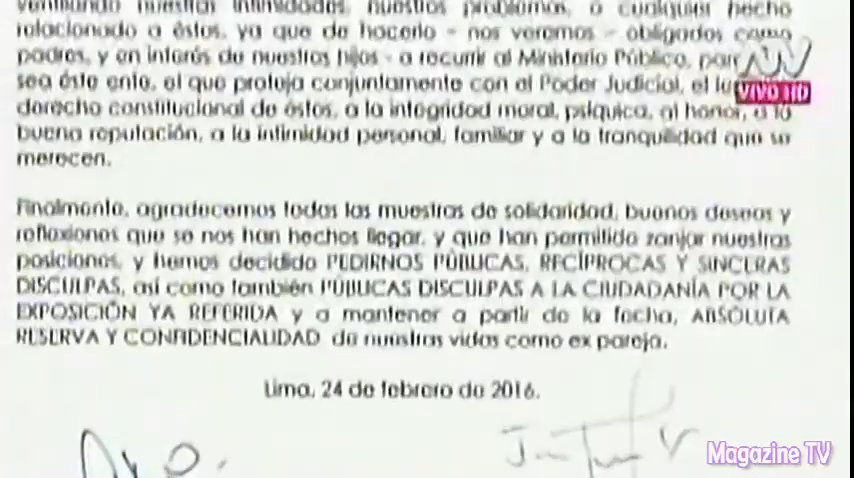 ventilando nuestras intimidades, nuestros problemas, o cualquier hecho
relacionado a éstos, ya que de hacerlo - nos veremos - obligados como
padres, y en interés de nuestros hijos - a recurrir al Ministerio Público, para
sea éste ente, el que proteja conjuntamente con el Poder Judicial, el
derecho constitucional de éstos, a la integridad moral, psíquica, al honor, a la
buena reputación, a la intimidad personal, familiar y a la tranquilidad que se
merecen.
Finalmente, agradecemos todas las muestras de solidaridad, buenos deseos y
reflexiones que se nos han hechos llegar, y que han permitido zanjar nuestras
posiciones, y hemos decidido PEDIRNOS PÚBLICAS, RECÍPROCAS Y SINCERAS
DISCULPAS, así como también PÚBLICAS DISCULPAS A LA CIUDADANÍA POR LA
EXPOSICIÓN YA REFERIDA y a mantener a partir de la fecha, ABSOLUTA
RESERVA Y CONFIDENCIALIDAD de nuestras vidas como ex pareja.
Lima, 24 de febrero de 2016.
ATV
VIVO HD
Magazine TV